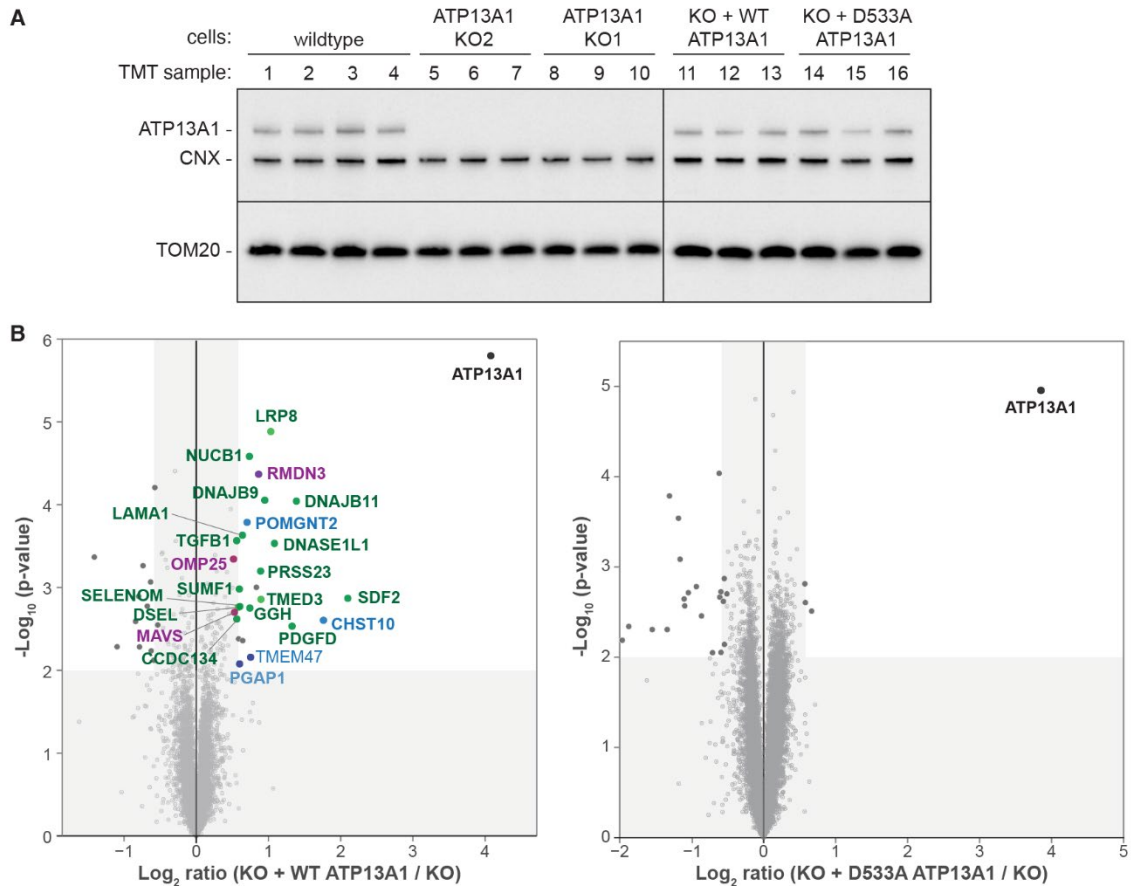 A
cells:
wildtype
ATP13A1
KO2
ATP13A1
KO1
KO + WT
ATP13A1
KO + D533A
ATP13A1
TMT sample: 1 2 3 4 5 6 7 8 9 10 11 12 13 14 15 16
ATP13A1 -
CNX -
TOM20 -
B
6
5
4
3
2
1
0
-Log10 (p-value)
ATP13A1
LRP8
NUCB1
RMDN3
DNAJB9
DNAJB11
LAMA1
POMGNT2
TGFB1
DNASE1L1
OMP25
PRSS23
SUMF1
SELENOM
TMED3
SDF2
DSEL
GGH
MAVS
CHST10
PDGFD
CCDC134
TMEM47
PGAP1
−1 0 1 2 3 4
Log2 ratio (KO + WT ATP13A1 / KO)
5
4
3
2
1
0
-Log10 (p-value)
ATP13A1
-2 −1 0 1 2 3 4 5
Log2 ratio (KO + D533A ATP13A1 / KO)